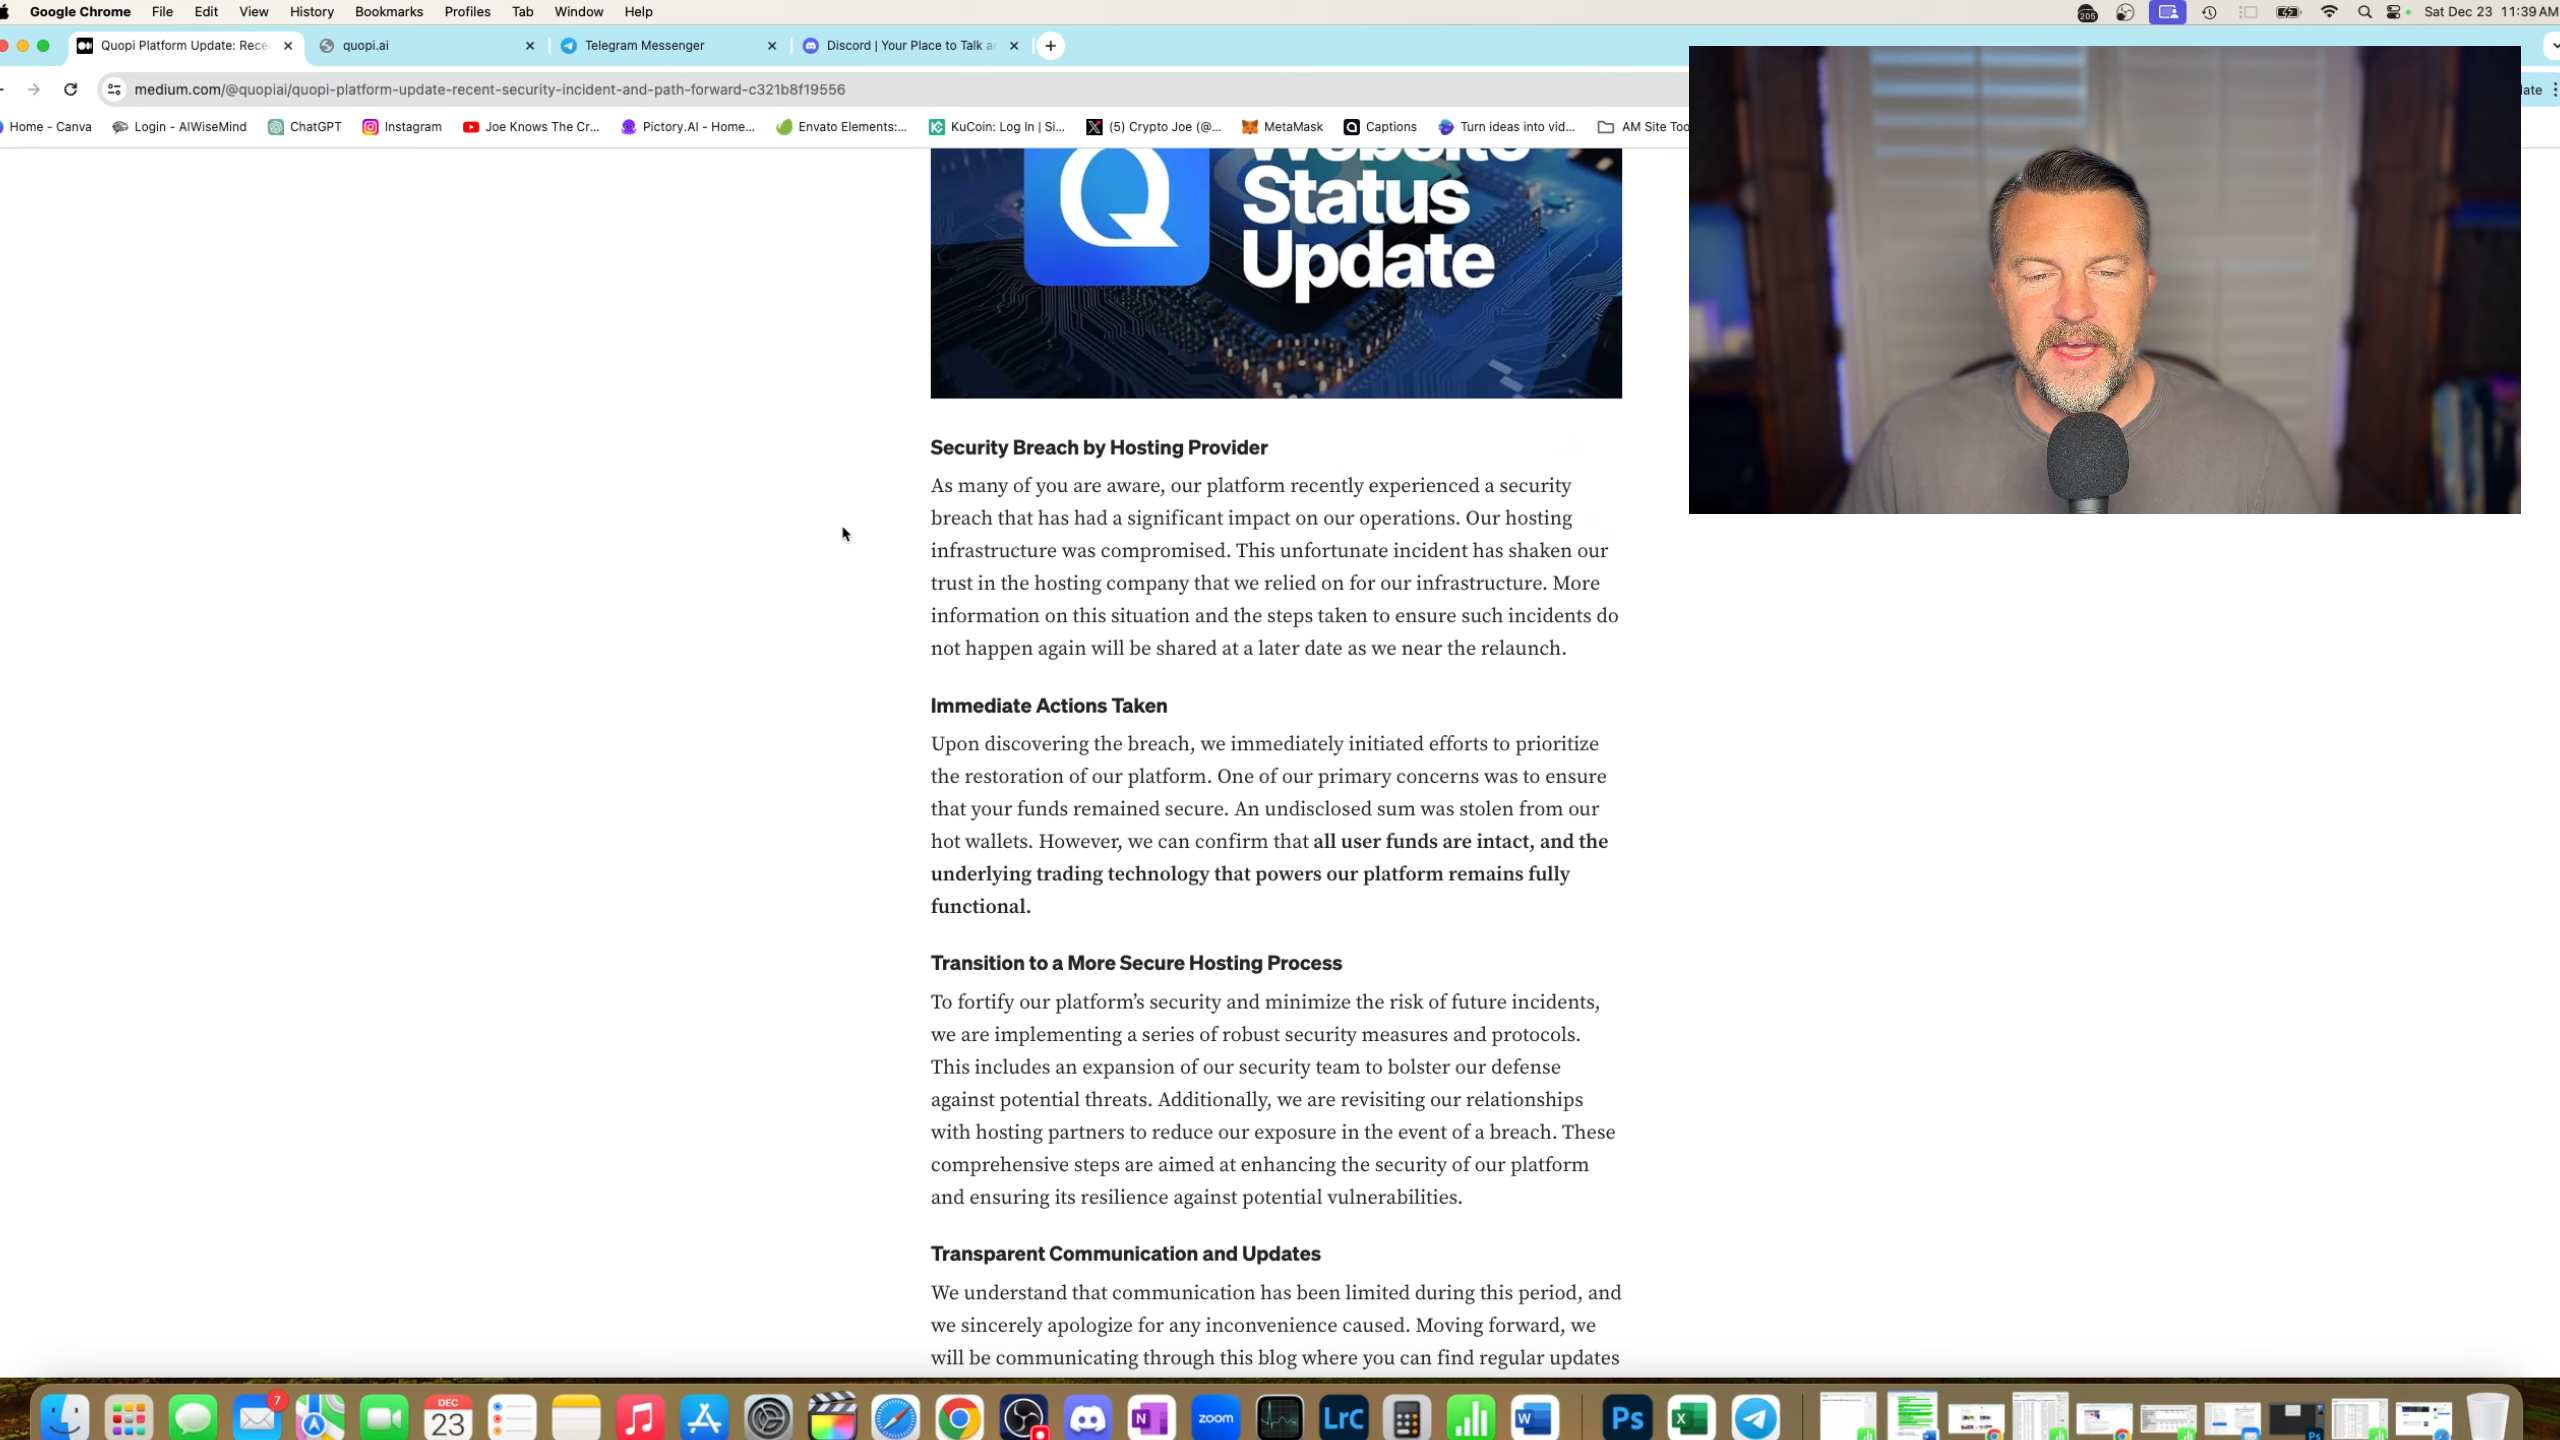 Google Chrome File Edit View History Bookmarks Profiles Tab Window Help
205 Sat Dec 23 11:39 AM
Quopi Platform Update: Rece quopi.ai Telegram Messenger Discord | Your Place to Talk a
medium.com/@quopiai/quopi-platform-update-recent-security-incident-and-path-forward-c321b8f19556
Home - Canva Login - AIWiseMind ChatGPT Instagram Joe Knows The Cr... Pictory.AI - Home... Envato Elements:... KuCoin: Log In | Si... (5) Crypto Joe (@... MetaMask Captions Turn ideas into vid... AM Site Too
Website
Status
Update
Security Breach by Hosting Provider
As many of you are aware, our platform recently experienced a security
breach that has had a significant impact on our operations. Our hosting
infrastructure was compromised. This unfortunate incident has shaken our
trust in the hosting company that we relied on for our infrastructure. More
information on this situation and the steps taken to ensure such incidents do
not happen again will be shared at a later date as we near the relaunch.
Immediate Actions Taken
Upon discovering the breach, we immediately initiated efforts to prioritize
the restoration of our platform. One of our primary concerns was to ensure
that your funds remained secure. An undisclosed sum was stolen from our
hot wallets. However, we can confirm that all user funds are intact, and the
underlying trading technology that powers our platform remains fully
functional.
Transition to a More Secure Hosting Process
To fortify our platform’s security and minimize the risk of future incidents,
we are implementing a series of robust security measures and protocols.
This includes an expansion of our security team to bolster our defense
against potential threats. Additionally, we are revisiting our relationships
with hosting partners to reduce our exposure in the event of a breach. These
comprehensive steps are aimed at enhancing the security of our platform
and ensuring its resilience against potential vulnerabilities.
Transparent Communication and Updates
We understand that communication has been limited during this period, and
we sincerely apologize for any inconvenience caused. Moving forward, we
will be communicating through this blog where you can find regular updates
7 DEC 23 N zoom LrC W Ps X